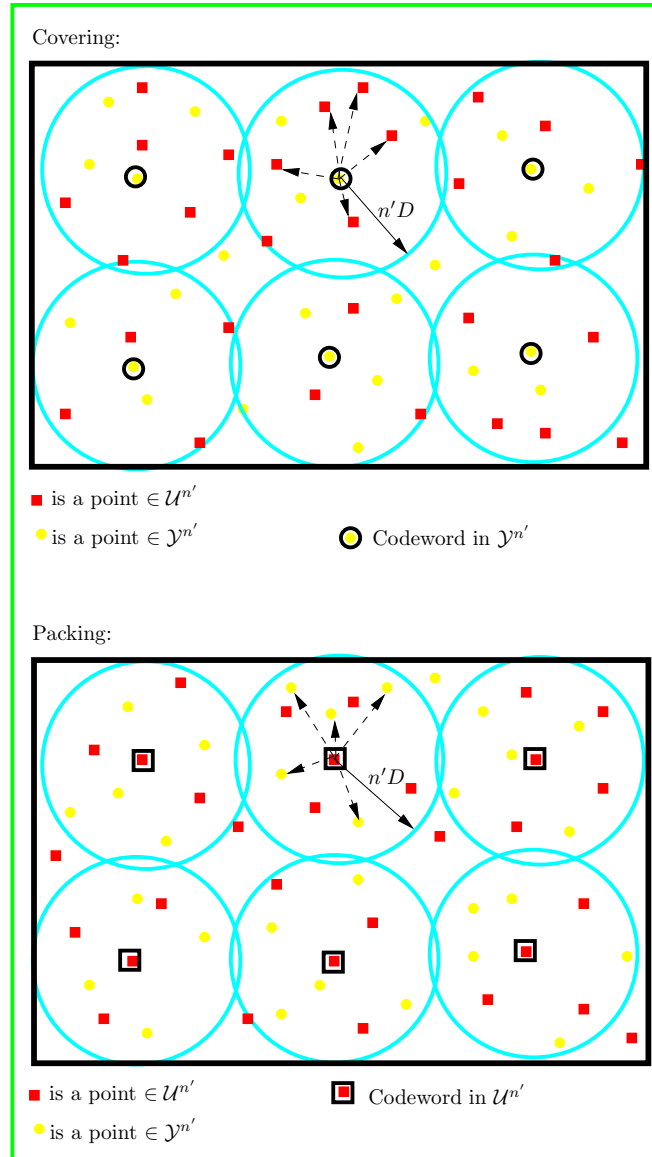 Covering:
n′D
is a point ∈ 𝒰^{n′}
is a point ∈ 𝒴^{n′}
Codeword in 𝒴^{n′}
Packing:
n′D
is a point ∈ 𝒰^{n′}
Codeword in 𝒰^{n′}
is a point ∈ 𝒴^{n′}